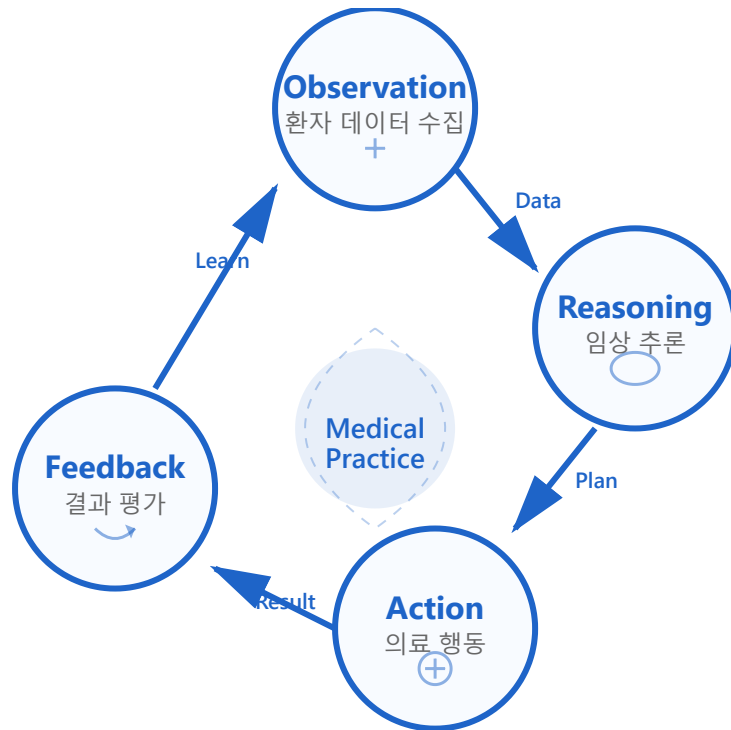 Observation
환자 데이터 수집
Data
Reasoning
임상 추론
Plan
Action
의료 행동
Result
Feedback
결과 평가
Learn
Medical
Practice